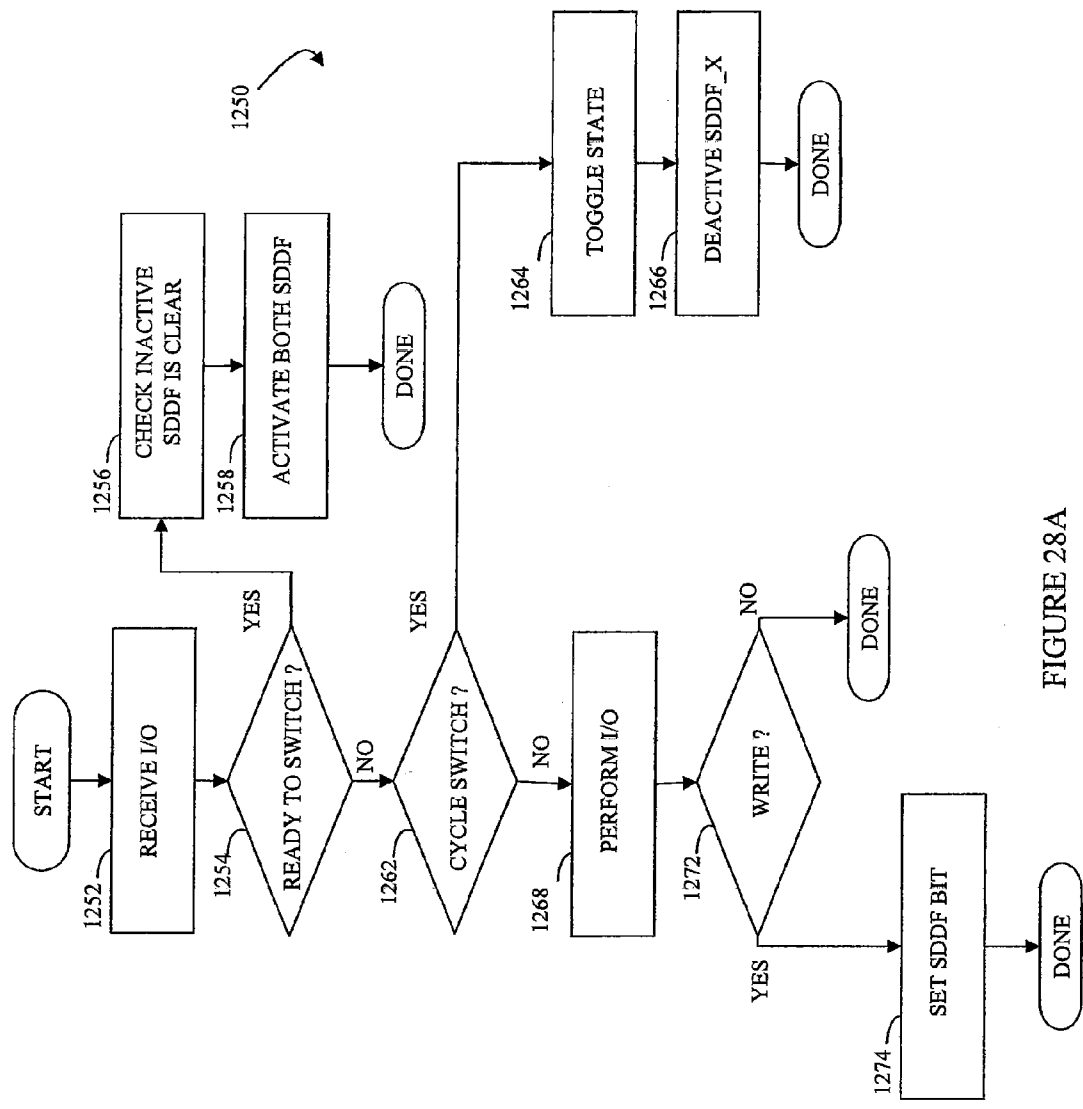 1250
START
1252
RECEIVE I/O
1254
READY TO SWITCH ?
YES
NO
1256
CHECK INACTIVE
SDDF IS CLEAR
1258
ACTIVATE BOTH SDDF
DONE
1262
CYCLE SWITCH ?
YES
NO
1264
TOGGLE STATE
1266
DEACTIVE SDDF_X
DONE
1268
PERFORM I/O
1272
WRITE ?
NO
DONE
YES
1274
SET SDDF BIT
DONE
FIGURE 28A